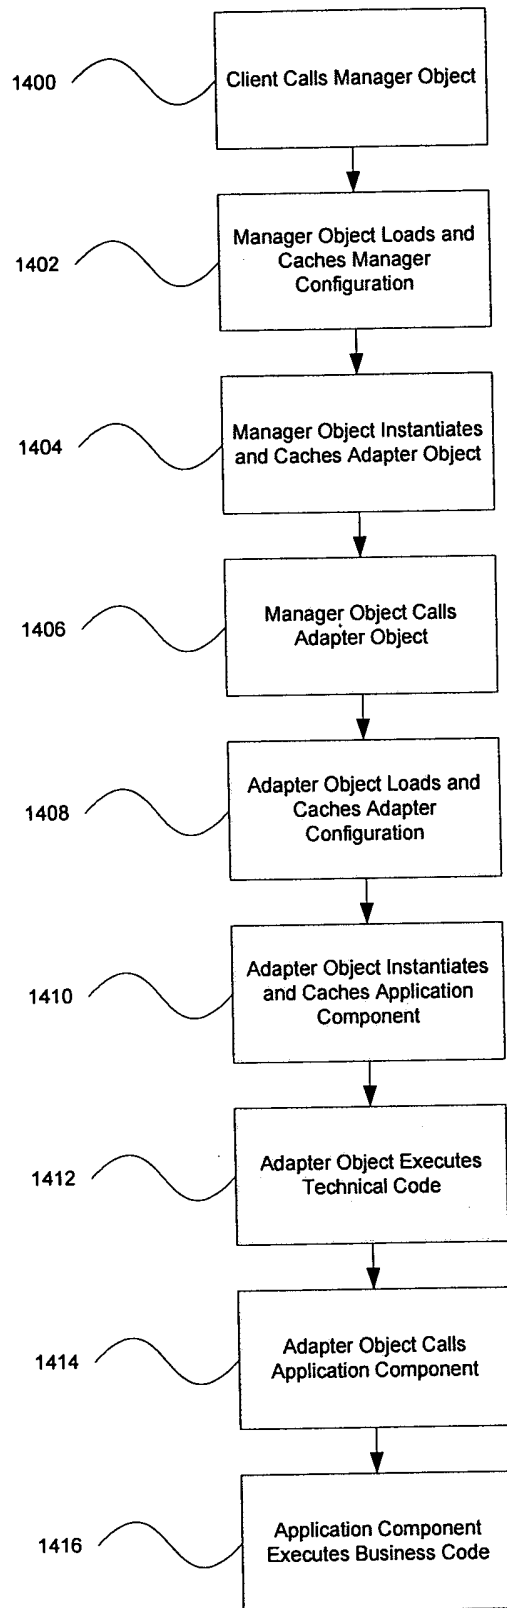 1400
Client Calls Manager Object
1402
Manager Object Loads and
Caches Manager
Configuration
1404
Manager Object Instantiates
and Caches Adapter Object
1406
Manager Object Calls
Adapter Object
1408
Adapter Object Loads and
Caches Adapter
Configuration
1410
Adapter Object Instantiates
and Caches Application
Component
1412
Adapter Object Executes
Technical Code
1414
Adapter Object Calls
Application Component
1416
Application Component
Executes Business Code